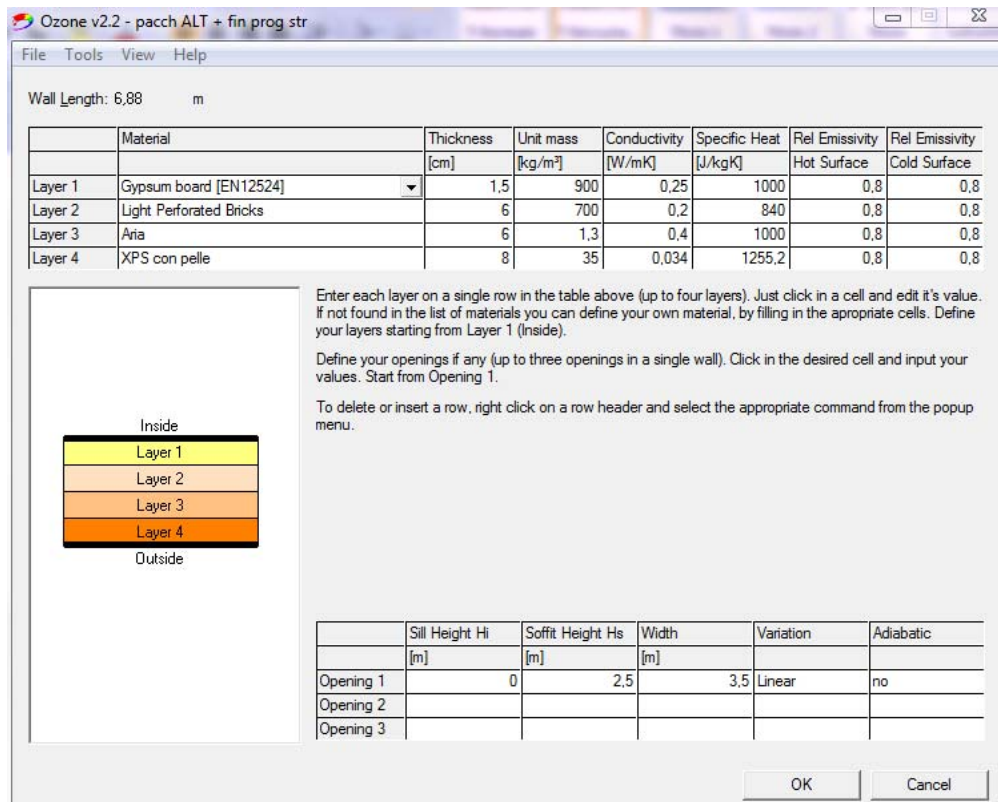 Ozone v2.2 - pacch ALT + fin prog str
File Tools View Help
Wall Length: 6,88 m
Material Thickness Unit mass Conductivity Specific Heat Rel Emissivity Rel Emissivity
[cm] [kg/m³] [W/mK] [J/kgK] Hot Surface Cold Surface
Layer 1 Gypsum board [EN12524] 1,5 900 0,25 1000 0,8 0,8
Layer 2 Light Perforated Bricks 6 700 0,2 840 0,8 0,8
Layer 3 Aria 6 1,3 0,4 1000 0,8 0,8
Layer 4 XPS con pelle 8 35 0,034 1255,2 0,8 0,8
Enter each layer on a single row in the table above (up to four layers). Just click in a cell and edit it's value.
If not found in the list of materials you can define your own material, by filling in the apropriate cells. Define
your layers starting from Layer 1 (Inside).
Define your openings if any (up to three openings in a single wall). Click in the desired cell and input your
values. Start from Opening 1.
To delete or insert a row, right click on a row header and select the appropriate command from the popup
menu.
Inside
Layer 1
Layer 2
Layer 3
Layer 4
Outside
Sill Height Hi Soffit Height Hs Width Variation Adiabatic
[m] [m] [m]
Opening 1 0 2,5 3,5 Linear no
Opening 2
Opening 3
OK Cancel